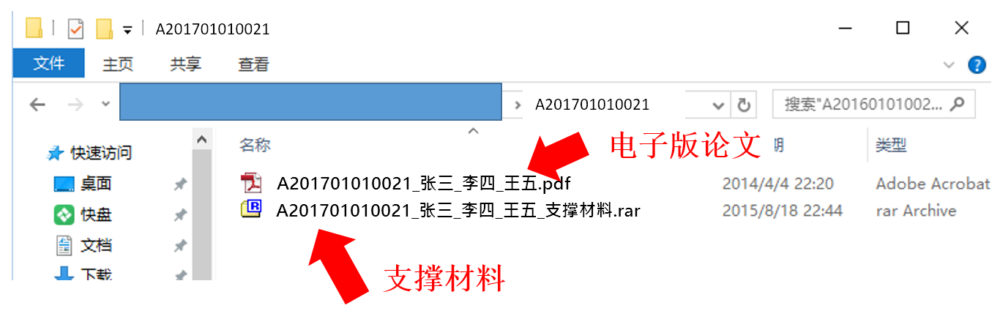 A201701010021
文件 主页 共享 查看
A201701010021 搜索"A20160101002...
名称 期 类型
电子版论文
快速访问
桌面
快盘
文档
下载
A201701010021_张三_李四_王五.pdf 2014/4/4 22:20 Adobe Acrobat
A201701010021_张三_李四_王五_支撑材料.rar 2015/8/18 22:44 rar Archive
支撑材料